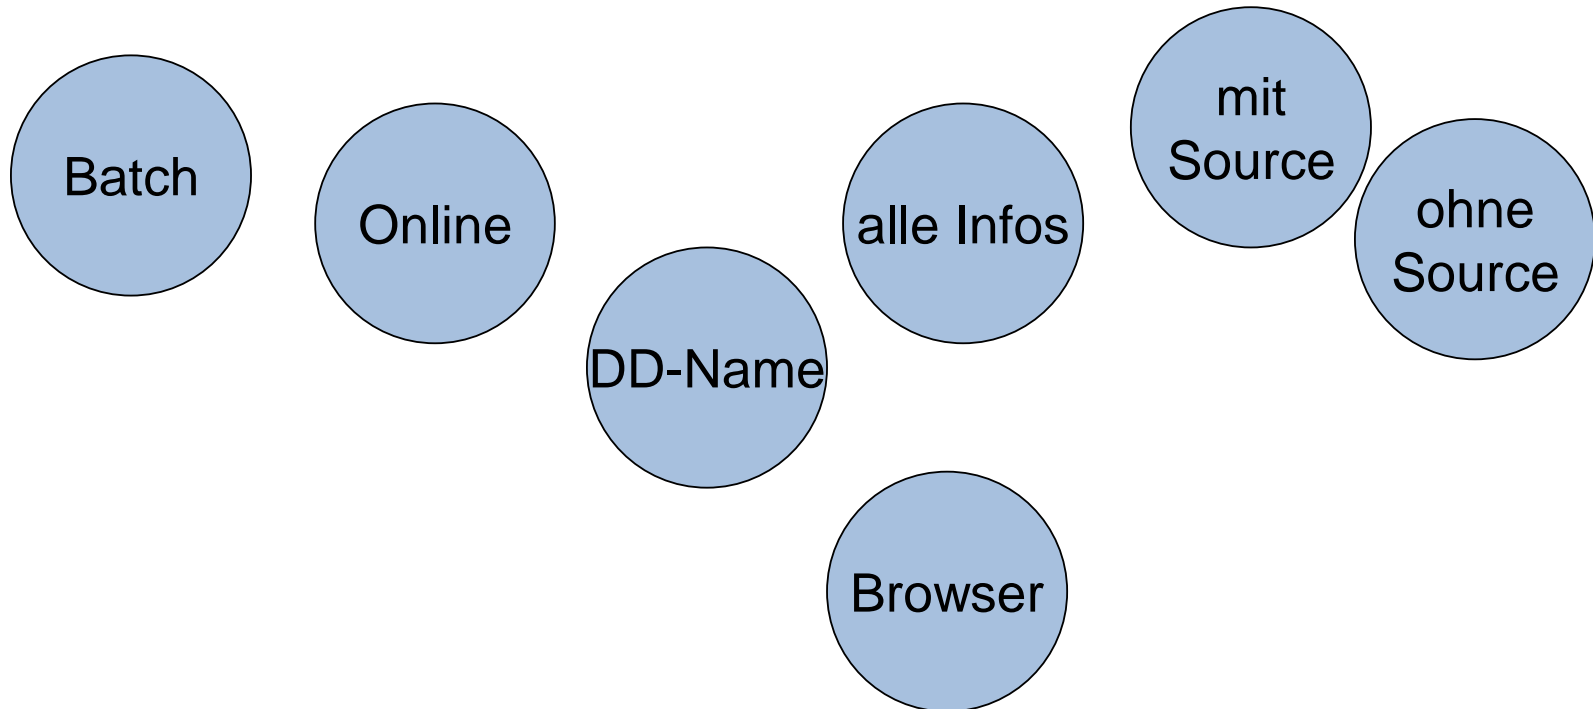 Batch
Online
DD-Name
alle Infos
mit
Source
ohne
Source
Browser